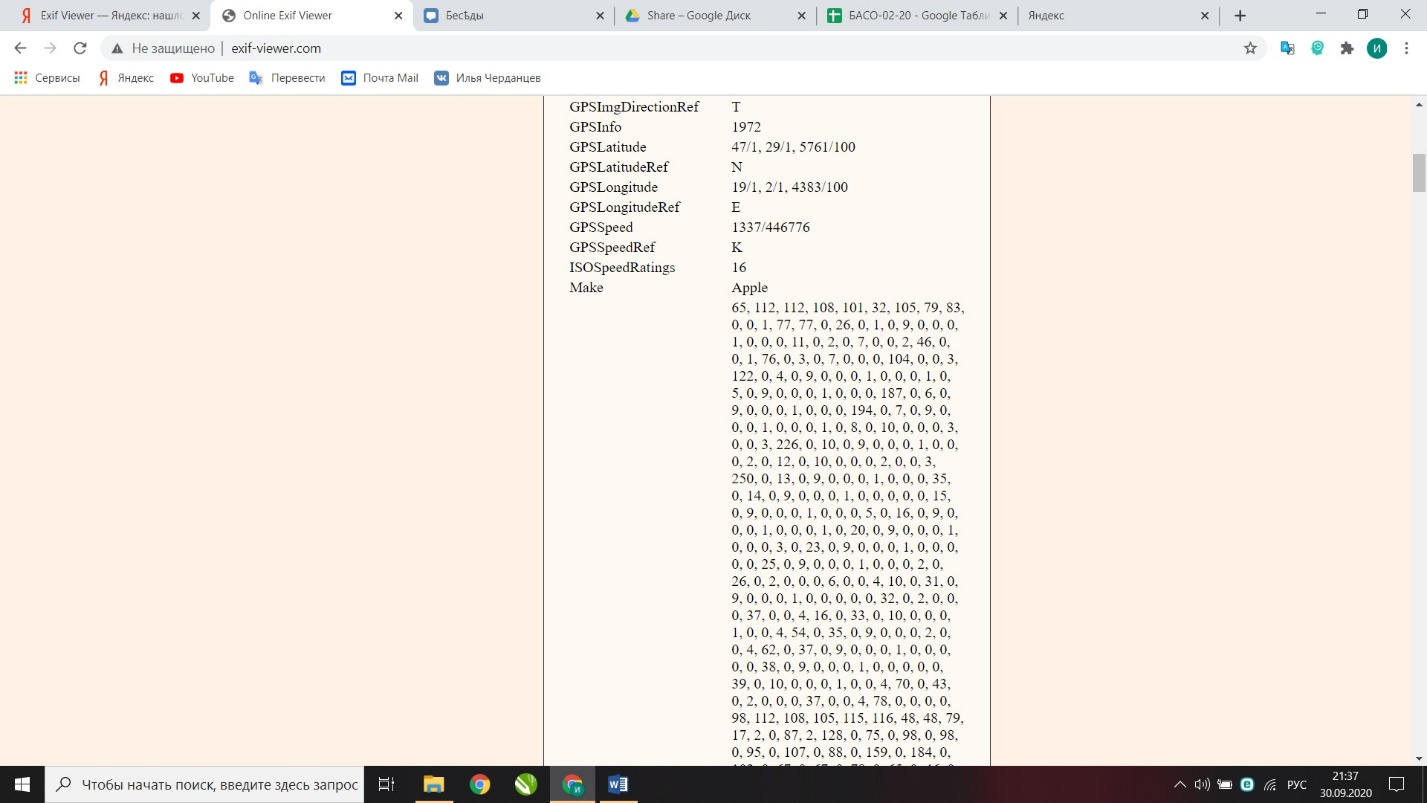 Exif Viewer — Яндекс: нашло
Online Exif Viewer
БесѢды
Share – Google Диск
БАСО-02-20 - Google Табли
Яндекс
Не защищено | exif-viewer.com
И
Сервисы
Яндекс
YouTube
Перевести
Почта Mail
Илья Черданцев
GPSImgDirectionRef T
GPSInfo 1972
GPSLatitude 47/1, 29/1, 5761/100
GPSLatitudeRef N
GPSLongitude 19/1, 2/1, 4383/100
GPSLongitudeRef E
GPSSpeed 1337/446776
GPSSpeedRef K
ISOSpeedRatings 16
Make Apple
65, 112, 112, 108, 101, 32, 105, 79, 83,
0, 0, 1, 77, 77, 0, 26, 0, 1, 0, 9, 0, 0, 0,
1, 0, 0, 0, 11, 0, 2, 0, 7, 0, 0, 2, 46, 0,
0, 1, 76, 0, 3, 0, 7, 0, 0, 0, 104, 0, 0, 3,
122, 0, 4, 0, 9, 0, 0, 0, 1, 0, 0, 0, 1, 0,
5, 0, 9, 0, 0, 0, 1, 0, 0, 0, 187, 0, 6, 0,
9, 0, 0, 0, 1, 0, 0, 0, 194, 0, 7, 0, 9, 0,
0, 0, 1, 0, 0, 0, 1, 0, 8, 0, 10, 0, 0, 0, 3,
0, 0, 3, 226, 0, 10, 0, 9, 0, 0, 0, 1, 0, 0,
0, 2, 0, 12, 0, 10, 0, 0, 0, 2, 0, 0, 3,
250, 0, 13, 0, 9, 0, 0, 0, 1, 0, 0, 0, 35,
0, 14, 0, 9, 0, 0, 0, 1, 0, 0, 0, 0, 0, 15,
0, 9, 0, 0, 0, 1, 0, 0, 0, 5, 0, 16, 0, 9, 0,
0, 0, 1, 0, 0, 0, 1, 0, 20, 0, 9, 0, 0, 0, 1,
0, 0, 0, 3, 0, 23, 0, 9, 0, 0, 0, 1, 0, 0, 0,
0, 0, 25, 0, 9, 0, 0, 0, 1, 0, 0, 0, 2, 0,
26, 0, 2, 0, 0, 0, 6, 0, 0, 4, 10, 0, 31, 0,
9, 0, 0, 0, 1, 0, 0, 0, 0, 0, 32, 0, 2, 0, 0,
0, 37, 0, 0, 4, 16, 0, 33, 0, 10, 0, 0, 0,
1, 0, 0, 4, 54, 0, 35, 0, 9, 0, 0, 0, 2, 0,
0, 4, 62, 0, 37, 0, 9, 0, 0, 0, 1, 0, 0, 0,
0, 0, 38, 0, 9, 0, 0, 0, 1, 0, 0, 0, 0, 0,
39, 0, 10, 0, 0, 0, 1, 0, 0, 4, 70, 0, 43,
0, 2, 0, 0, 0, 37, 0, 0, 4, 78, 0, 0, 0, 0,
98, 112, 108, 105, 115, 116, 48, 48, 79,
17, 2, 0, 87, 2, 128, 0, 75, 0, 98, 0, 98,
0, 95, 0, 107, 0, 88, 0, 159, 0, 184, 0,
Чтобы начать поиск, введите здесь запрос
РУС
21:37
30.09.2020